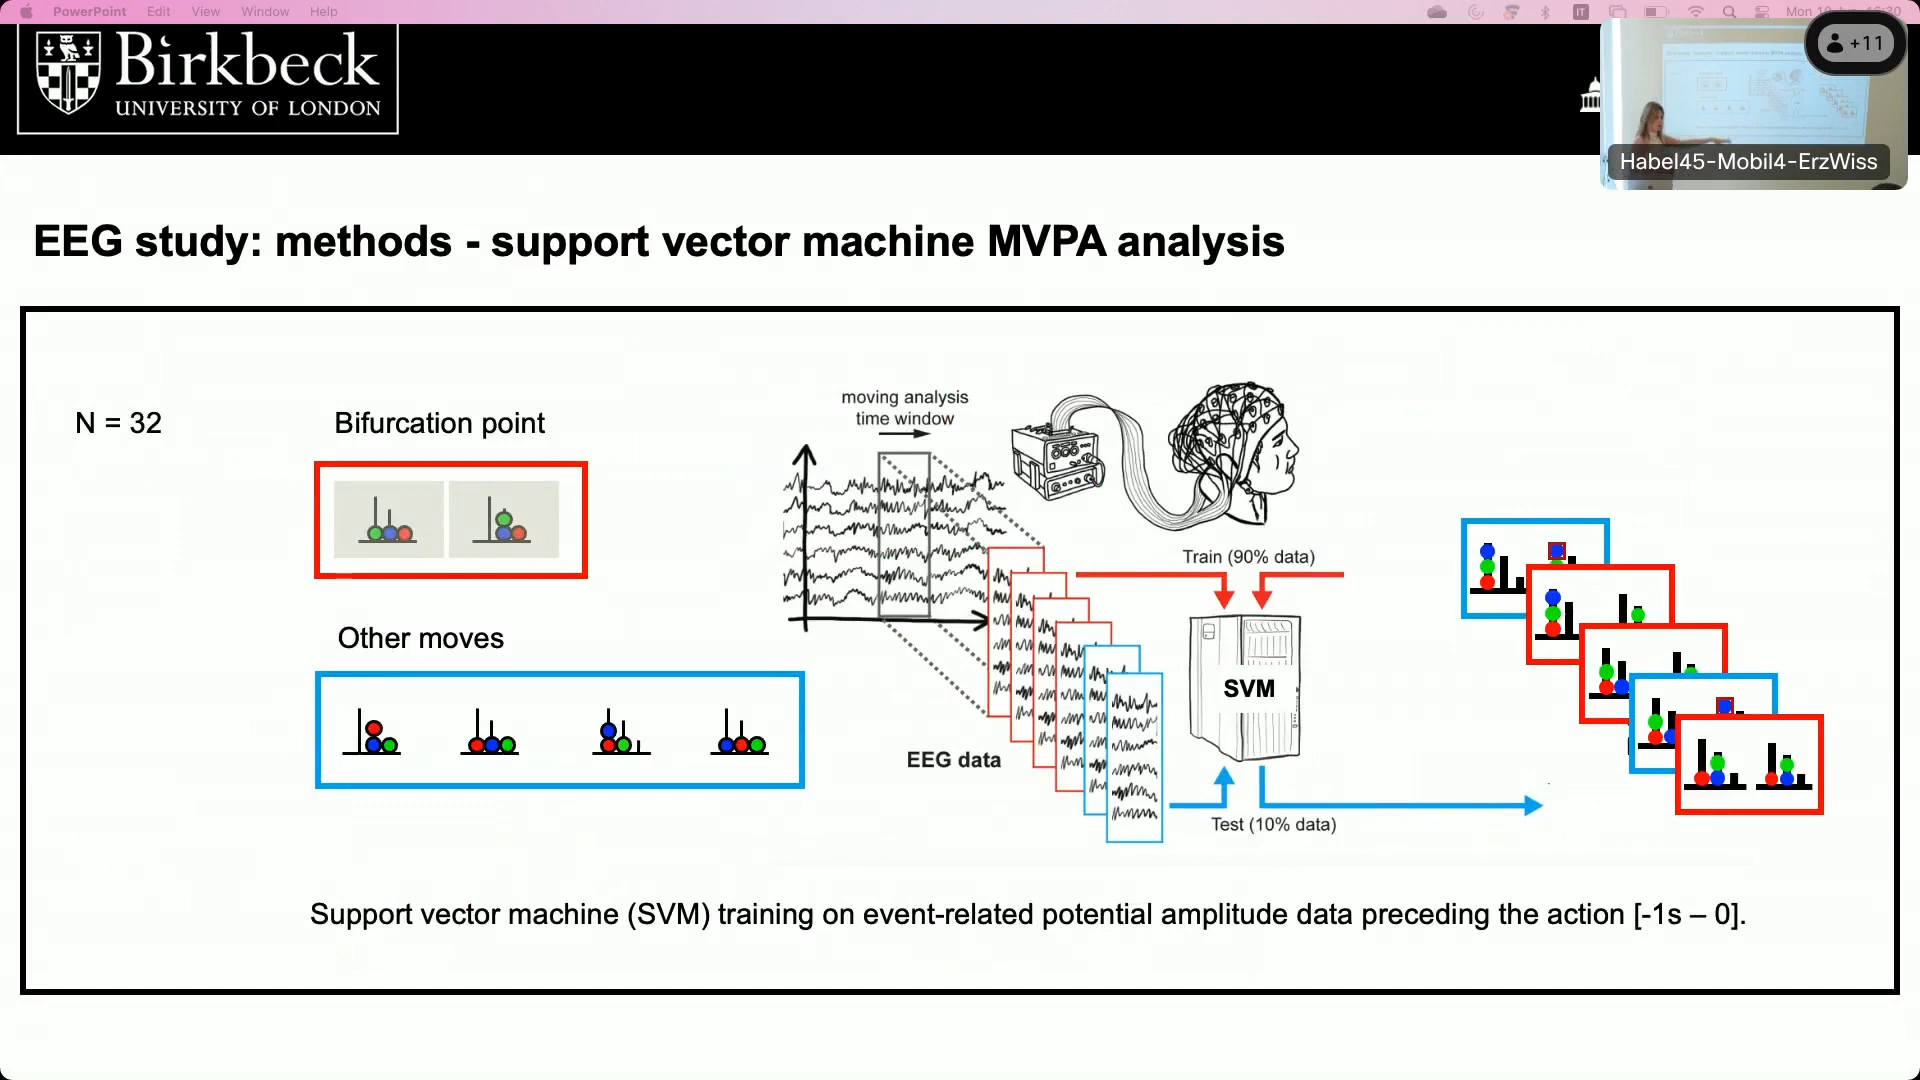 PowerPoint Edit View Window Help
IT
Birkbeck
UNIVERSITY OF LONDON
+11
Habel45-Mobil4-ErzWiss
EEG study: methods - support vector machine MVPA analysis
N = 32
Bifurcation point
Other moves
moving analysis
time window
EEG data
Train (90% data)
SVM
Test (10% data)
Support vector machine (SVM) training on event-related potential amplitude data preceding the action [-1s – 0].